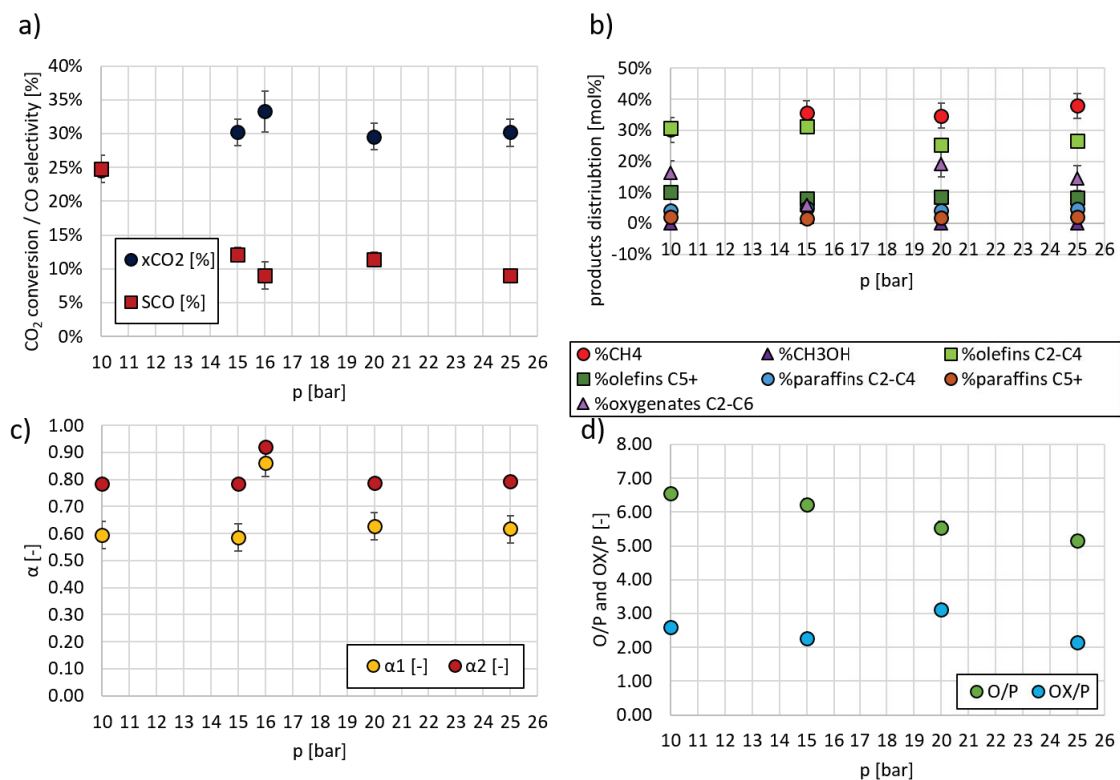 a)
CO2 conversion / CO selectivity [%]
40%
35%
30%
25%
20%
15%
10%
5%
0%
xCO2 [%]
SCO [%]
10 11 12 13 14 15 16 17 18 19 20 21 22 23 24 25 26
p [bar]
b)
products distriubtion [mol%]
50%
40%
30%
20%
10%
0%
-10%
10 11 12 13 14 15 16 17 18 19 20 21 22 23 24 25 26
p [bar]
%CH4 %CH3OH %olefins C2-C4
%olefins C5+ %paraffins C2-C4 %paraffins C5+
%oxygenates C2-C6
c)
α [-]
1.00
0.90
0.80
0.70
0.60
0.50
0.40
0.30
0.20
0.10
0.00
α1 [-] α2 [-]
10 11 12 13 14 15 16 17 18 19 20 21 22 23 24 25 26
p [bar]
d)
O/P and OX/P [-]
8.00
7.00
6.00
5.00
4.00
3.00
2.00
1.00
0.00
O/P OX/P
10 11 12 13 14 15 16 17 18 19 20 21 22 23 24 25 26
p [bar]